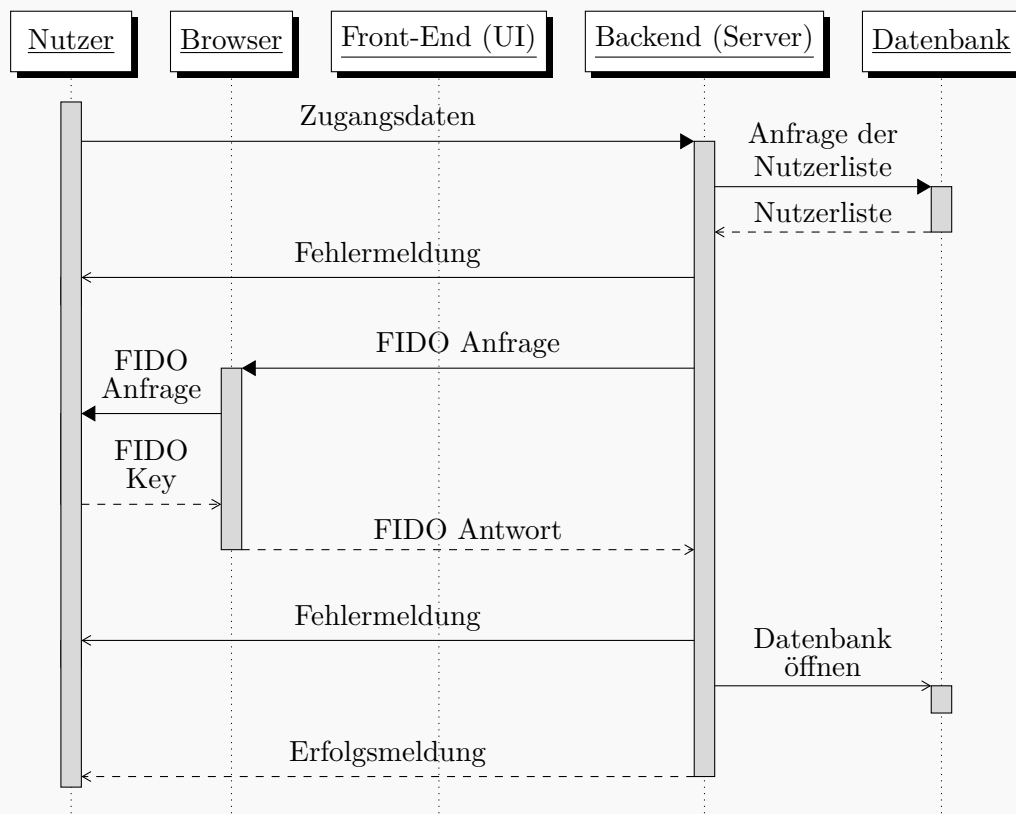 Nutzer
Browser
Front-End (UI)
Backend (Server)
Datenbank
Zugangsdaten
Anfrage der
Nutzerliste
Nutzerliste
Fehlermeldung
FIDO Anfrage
FIDO
Anfrage
FIDO
Key
FIDO Antwort
Fehlermeldung
Datenbank
öffnen
Erfolgsmeldung